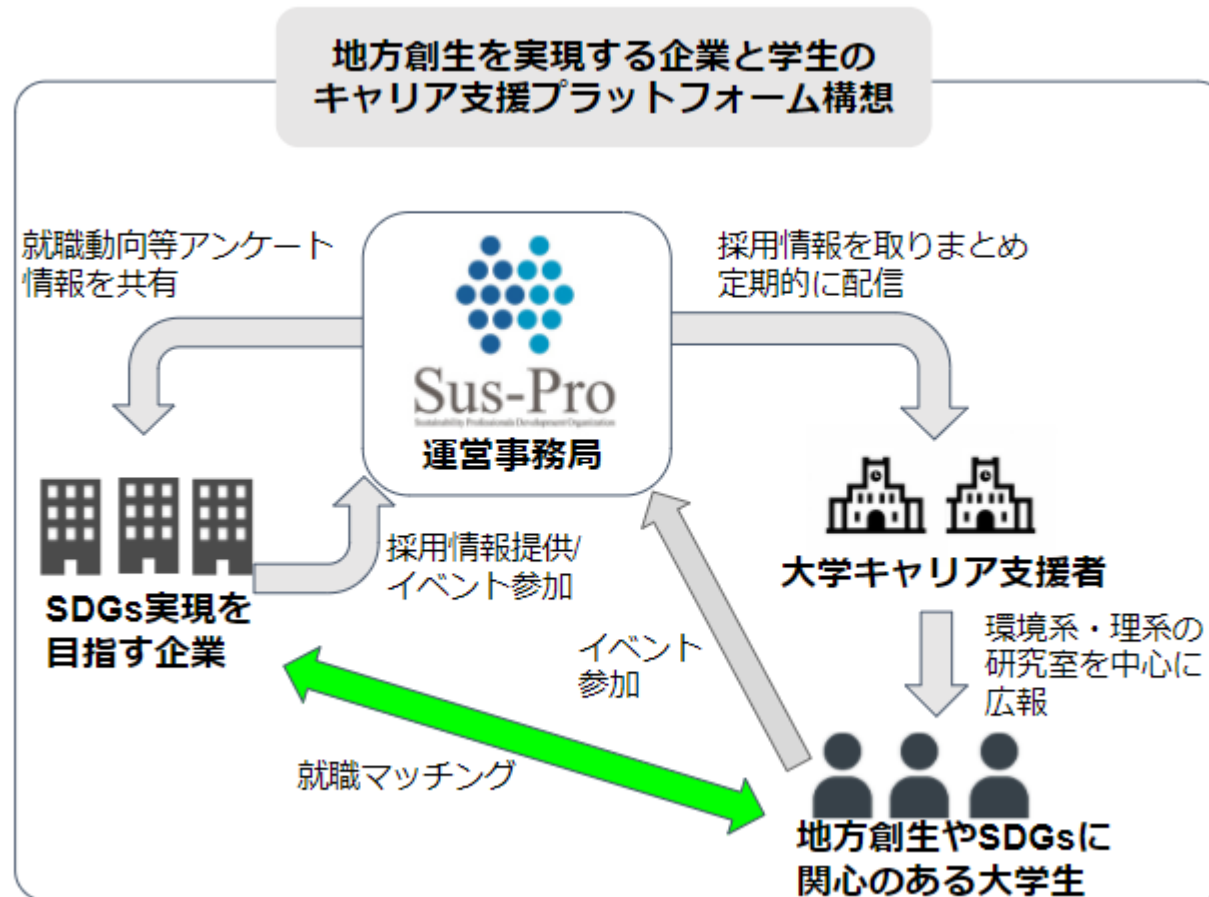 地方創生を実現する企業と学生の
キャリア支援プラットフォーム構想
就職動向等アンケート
情報を共有
採用情報を取りまとめ
定期的に配信
Sus-Pro
Sustainability Professionals Development Organization
運営事務局
採用情報提供/
イベント参加
SDGs実現を
目指す企業
大学キャリア支援者
環境系・理系の
研究室を中心に
広報
イベント
参加
就職マッチング
地方創生やSDGsに
関心のある大学生